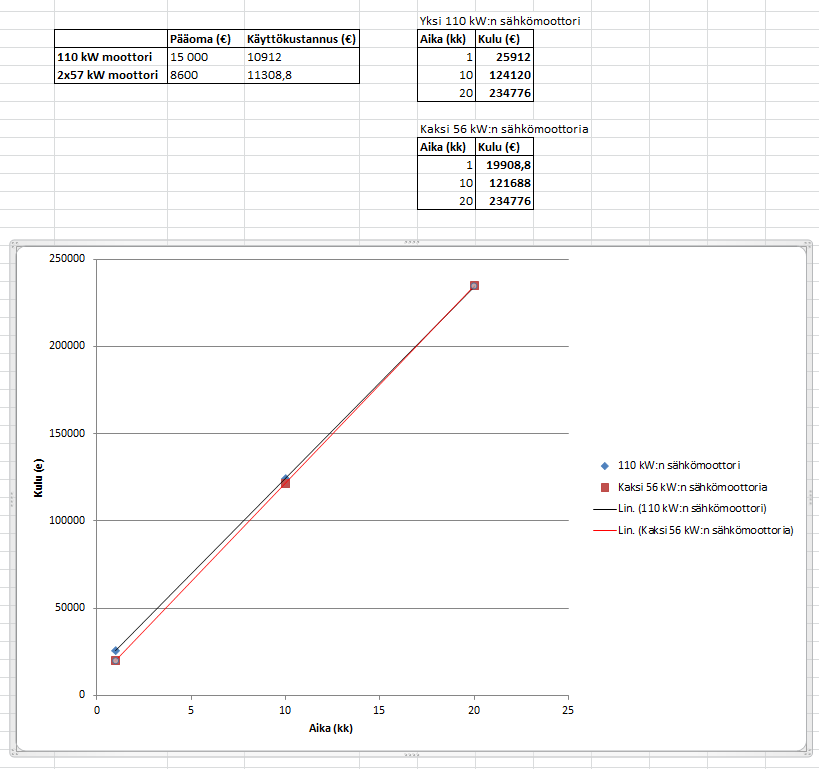 Yksi 110 kW:n sähkömoottori
Pääoma (€) Käyttökustannus (€)
110 kW moottori 15 000 10912
2x57 kW moottori 8600 11308,8
Aika (kk) Kulu (€)
1 25912
10 124120
20 234776
Kaksi 56 kW:n sähkömoottoria
Aika (kk) Kulu (€)
1 19908,8
10 121688
20 234776
250000
200000
150000
100000
50000
0
0 5 10 15 20 25
Kulu (e)
Aika (kk)
110 kW:n sähkömoottori
Kaksi 56 kW:n sähkömoottoria
Lin. (110 kW:n sähkömoottori)
Lin. (Kaksi 56 kW:n sähkömoottoria)